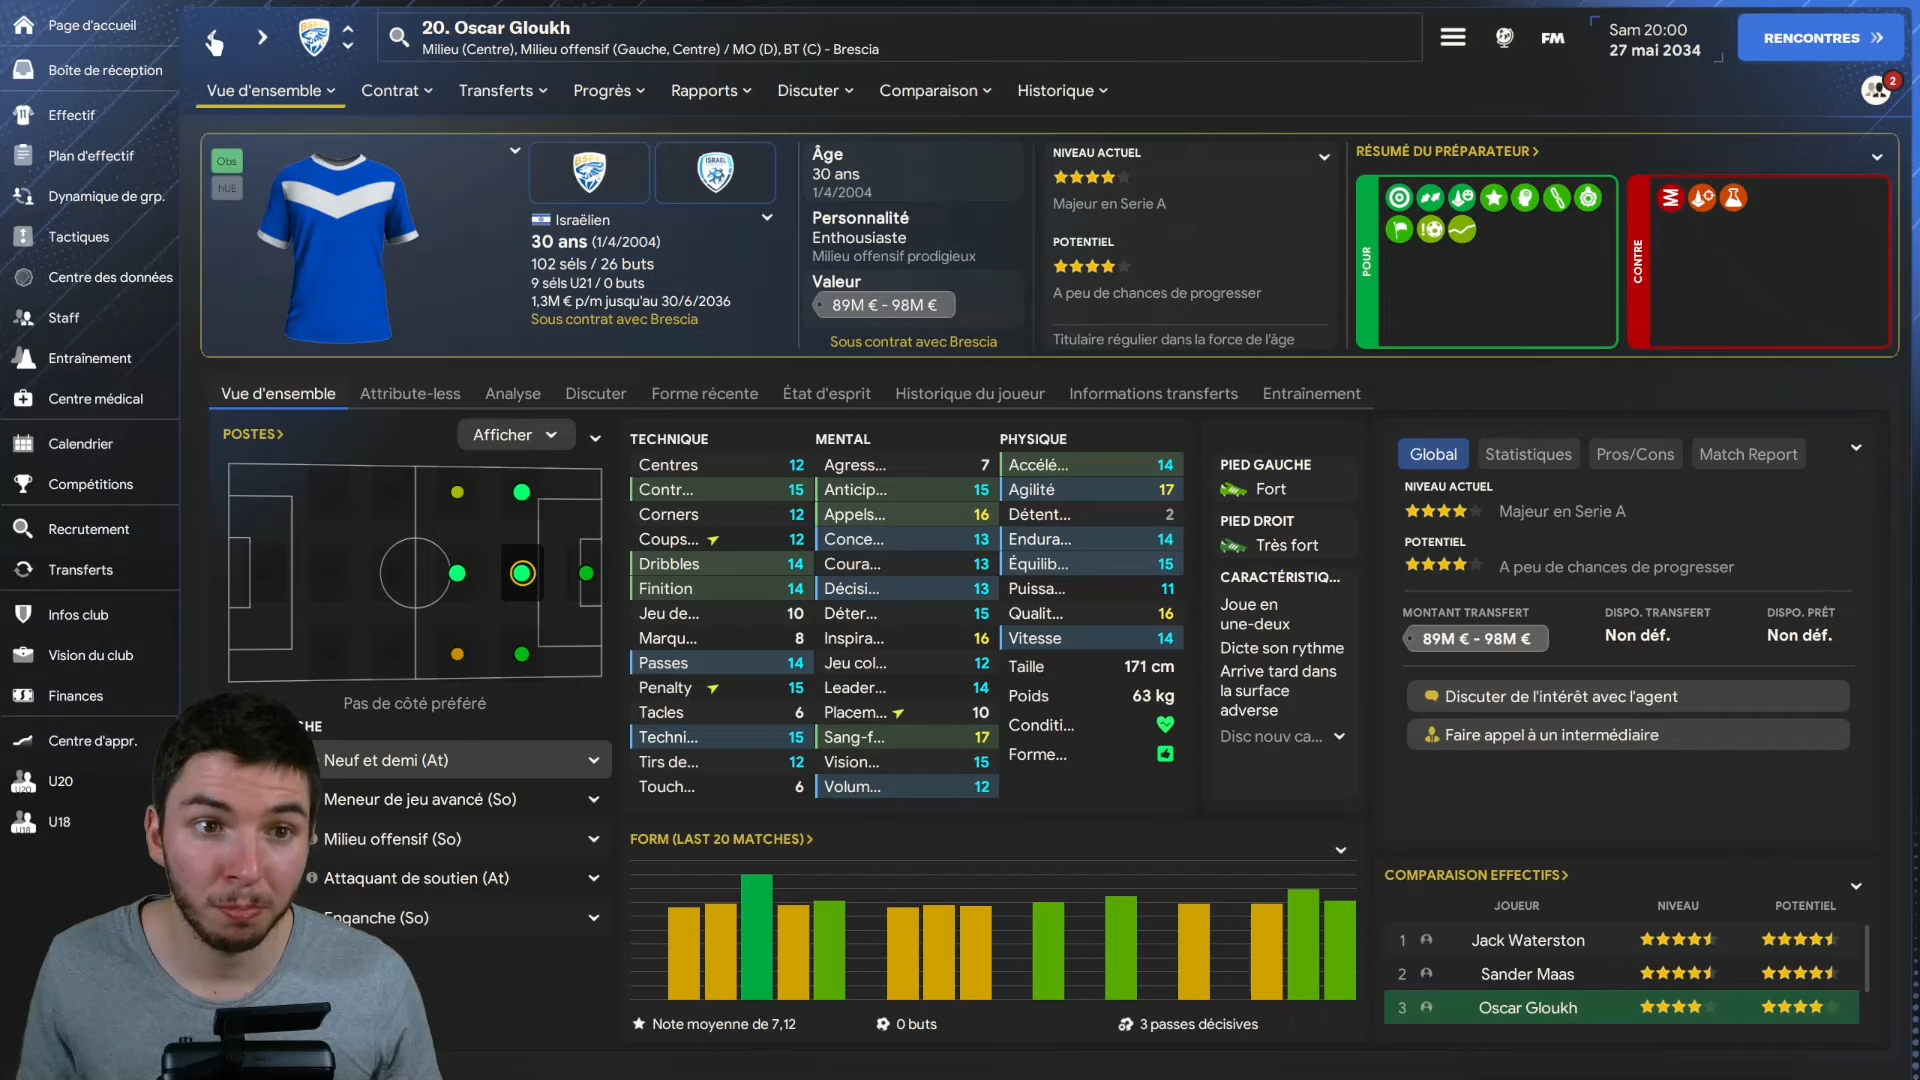 Page d'accueil
Boîte de réception
Effectif
Plan d'effectif
Dynamique de grp.
Tactiques
Centre des données
Staff
Entraînement
Centre médical
Calendrier
Compétitions
Recrutement
Transferts
Infos club
Vision du club
Finances
Centre d'appr.
U20
U18
BSFC
20. Oscar Gloukh
Milieu (Centre), Milieu offensif (Gauche, Centre) / MO (D), BT (C) - Brescia
FM
Sam 20:00
27 mai 2034
RENCONTRES
2
Vue d'ensemble
Contrat
Transferts
Progrès
Rapports
Discuter
Comparaison
Historique
Obs
hUE
ISRAEL
Israélien
30 ans (1/4/2004)
102 séls / 26 buts
9 séls U21 / 0 buts
1,3M € p/m jusqu'au 30/6/2036
Sous contrat avec Brescia
Âge
30 ans
1/4/2004
Personnalité
Enthousiaste
Milieu offensif prodigieux
Valeur
89M € - 98M €
Sous contrat avec Brescia
NIVEAU ACTUEL
Majeur en Serie A
POTENTIEL
A peu de chances de progresser
Titulaire régulier dans la force de l'âge
RÉSUMÉ DU PRÉPARATEUR >
POUR
CONTRE
Vue d'ensemble
Attribute-less
Analyse
Discuter
Forme récente
État d'esprit
Historique du joueur
Informations transferts
Entraînement
POSTES >
Afficher
Pas de côté préféré
CHE
Neuf et demi (At)
Meneur de jeu avancé (So)
Milieu offensif (So)
Attaquant de soutien (At)
Enganche (So)
TECHNIQUE
Centres 12
Contr... 15
Corners 12
Coups... 12
Dribbles 14
Finition 14
Jeu de... 10
Marqu... 8
Passes 14
Penalty 15
Tacles 6
Techni... 15
Tirs de... 12
Touch... 6
MENTAL
Agress... 7
Anticip... 15
Appels... 16
Conce... 13
Coura... 13
Décisi... 13
Déter... 15
Inspira... 16
Jeu col... 12
Leader... 14
Placem... 10
Sang-f... 17
Vision... 15
Volum... 12
PHYSIQUE
Accélé... 14
Agilité 17
Détent... 2
Endura... 14
Équilib... 15
Puissa... 11
Qualit... 16
Vitesse 14
Taille 171 cm
Poids 63 kg
Conditi...
Forme...
PIED GAUCHE
Fort
PIED DROIT
Très fort
CARACTÉRISTIQ...
Joue en
une-deux
Dicte son rythme
Arrive tard dans
la surface
adverse
Disc nouv ca...
Global
Statistiques
Pros/Cons
Match Report
NIVEAU ACTUEL
Majeur en Serie A
POTENTIEL
A peu de chances de progresser
MONTANT TRANSFERT
89M € - 98M €
DISPO. TRANSFERT
Non déf.
DISPO. PRÊT
Non déf.
Discuter de l'intérêt avec l'agent
Faire appel à un intermédiaire
FORM (LAST 20 MATCHES) >
Note moyenne de 7,12
0 buts
3 passes décisives
COMPARAISON EFFECTIFS >
JOUEUR NIVEAU POTENTIEL
1 Jack Waterston
2 Sander Maas
3 Oscar Gloukh